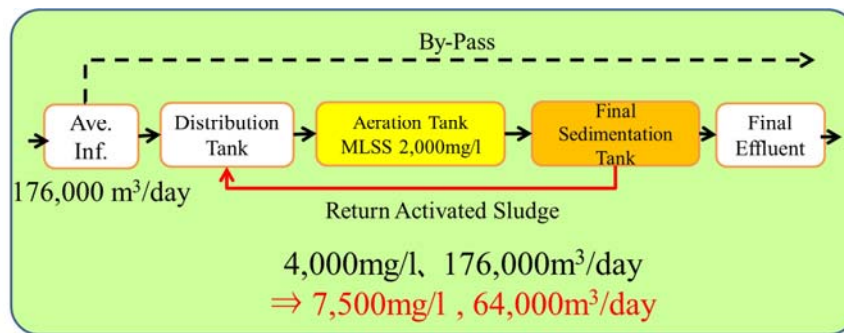 By-Pass
Ave.
Inf.
Distribution
Tank
Aeration Tank
MLSS 2,000mg/l
Final
Sedimentation
Tank
Final
Effluent
176,000 m³/day
Return Activated Sludge
4,000mg/l、176,000m³/day
⇒ 7,500mg/l , 64,000m³/day